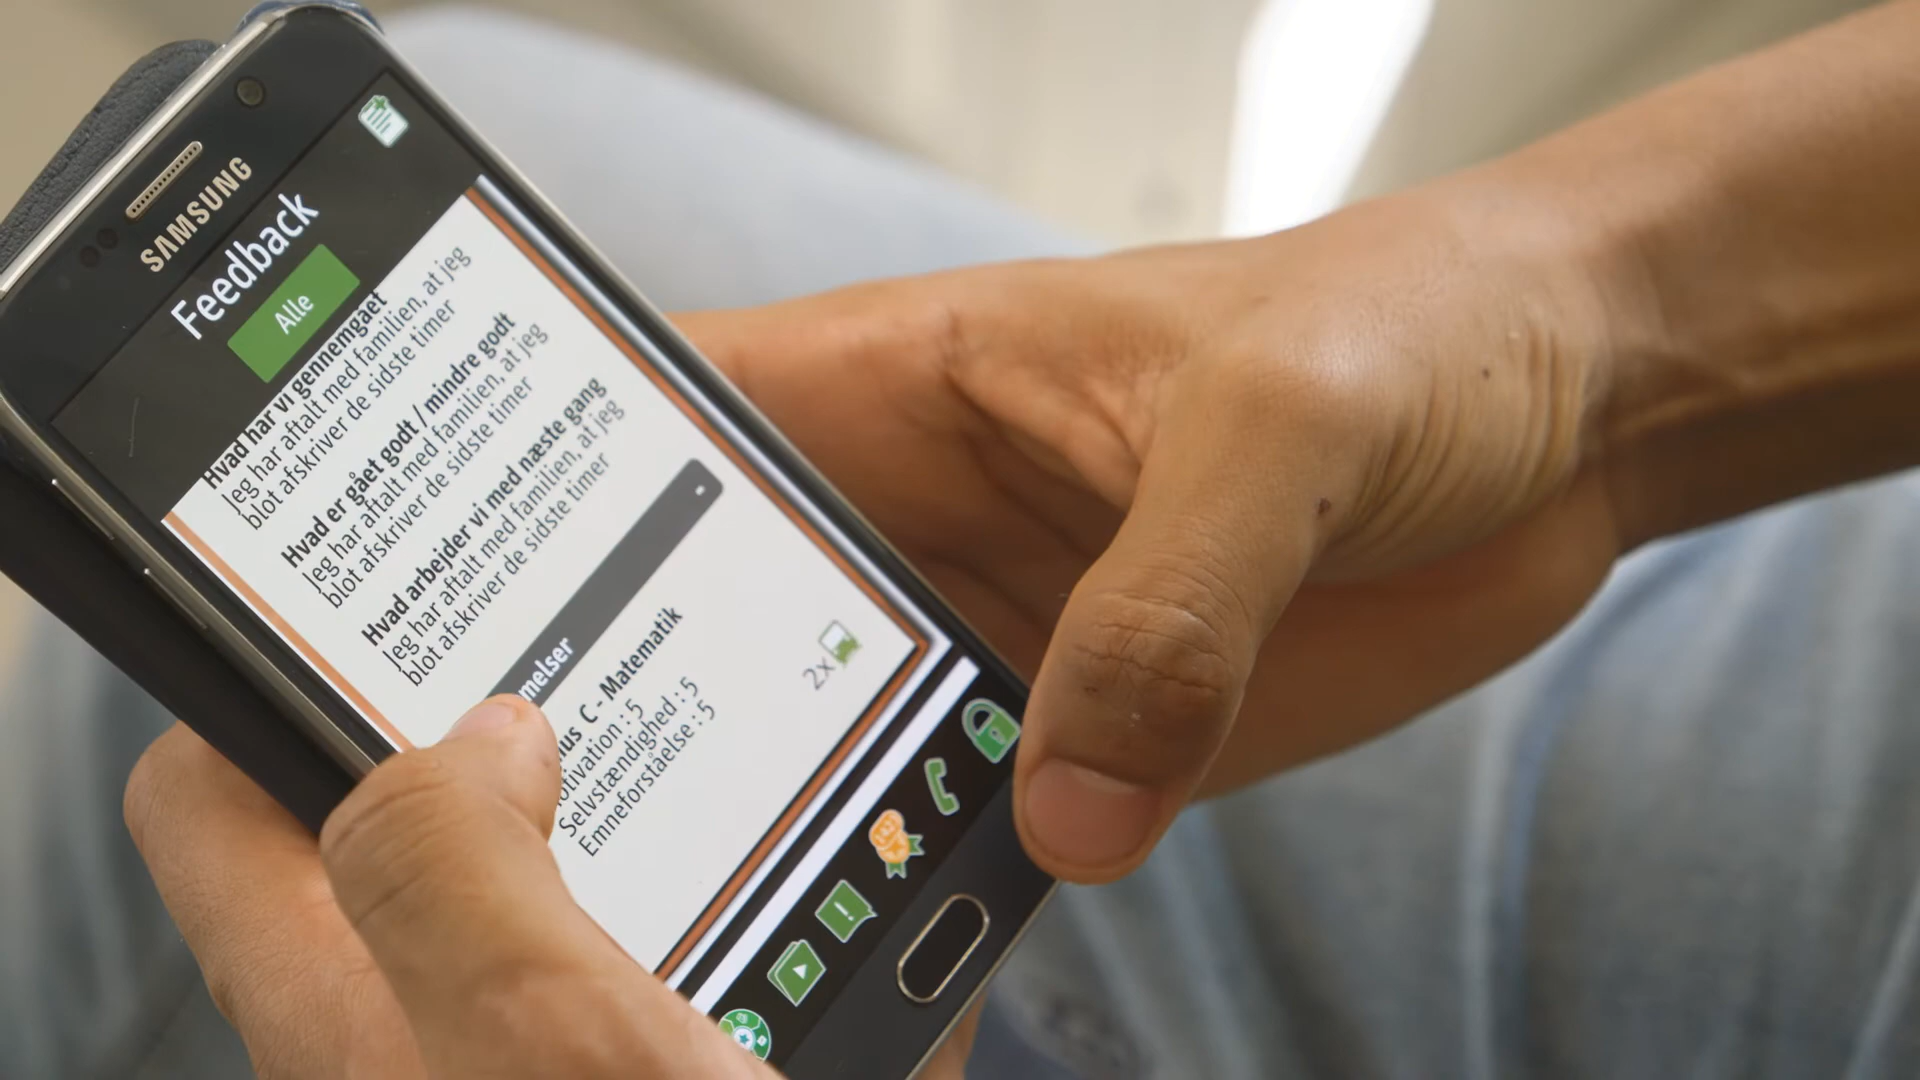 SAMSUNG
Feedback
Alle
Hvad har vi gennemgået
Jeg har aftalt med familien, at jeg
blot afskriver de sidste timer
Hvad er gået godt / mindre godt
Jeg har aftalt med familien, at jeg
blot afskriver de sidste timer
Hvad arbejder vi med næste gang
Jeg har aftalt med familien, at jeg
blot afskriver de sidste timer
melser
ius C - Matematik
otivation : 5
Selvstændighed : 5
Emneforståelse : 5
2x
!